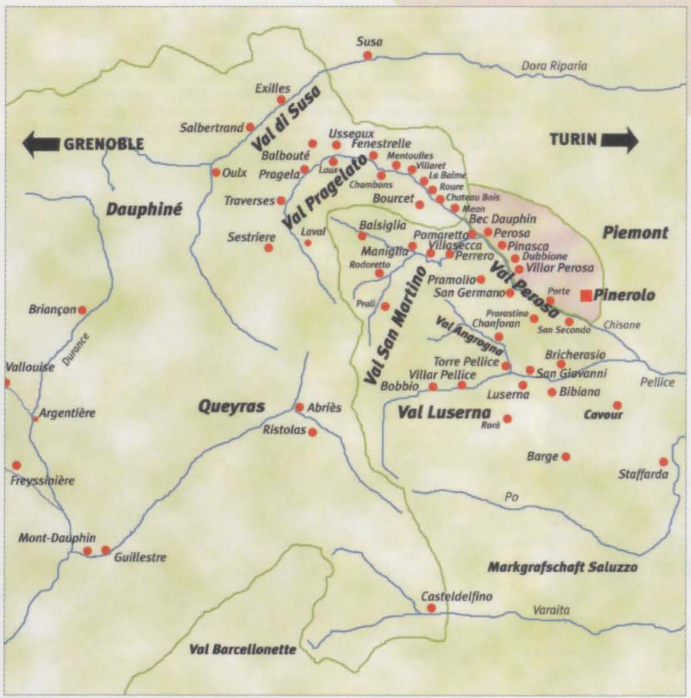 Susa
Dora Riparia
Exilles
Val di Susa
Salbertrand
GRENOBLE
TURIN
Usseaux
Balbouté
Fenestrelle
Mentoulles
Villaret
Laux
Oulx
Pragela
La Balme
Chambons
Roure
Chateau Bois
Val Pragelato
Dauphiné
Traverses
Bourcet
Mean
Bec Dauphin
Piemont
Sestriere
Laval
Balsiglia
Pomaretto
Perosa
Maniglia
Villasecca
Pinasca
Perrero
Dubbione
Rodoretto
Villar Perosa
Pramollo
Val Perosa
San Germano
Porte
Pinerolo
Prali
Briançon
Prarostino
San Secondo
Chisone
Val San Martino
Val Angrogna
Chanforan
Durance
Vallouise
Torre Pellice
Bricherasio
Villar Pellice
San Giovanni
Pellice
Bobbio
Luserna
Bibiana
Argentière
Queyras
Abriès
Val Luserna
Cavour
Ristolas
Rorà
Barge
Staffarda
Freyssinière
Po
Mont-Dauphin
Guillestre
Markgrafschaft Saluzzo
Casteldelfino
Varaita
Val Barcellonette